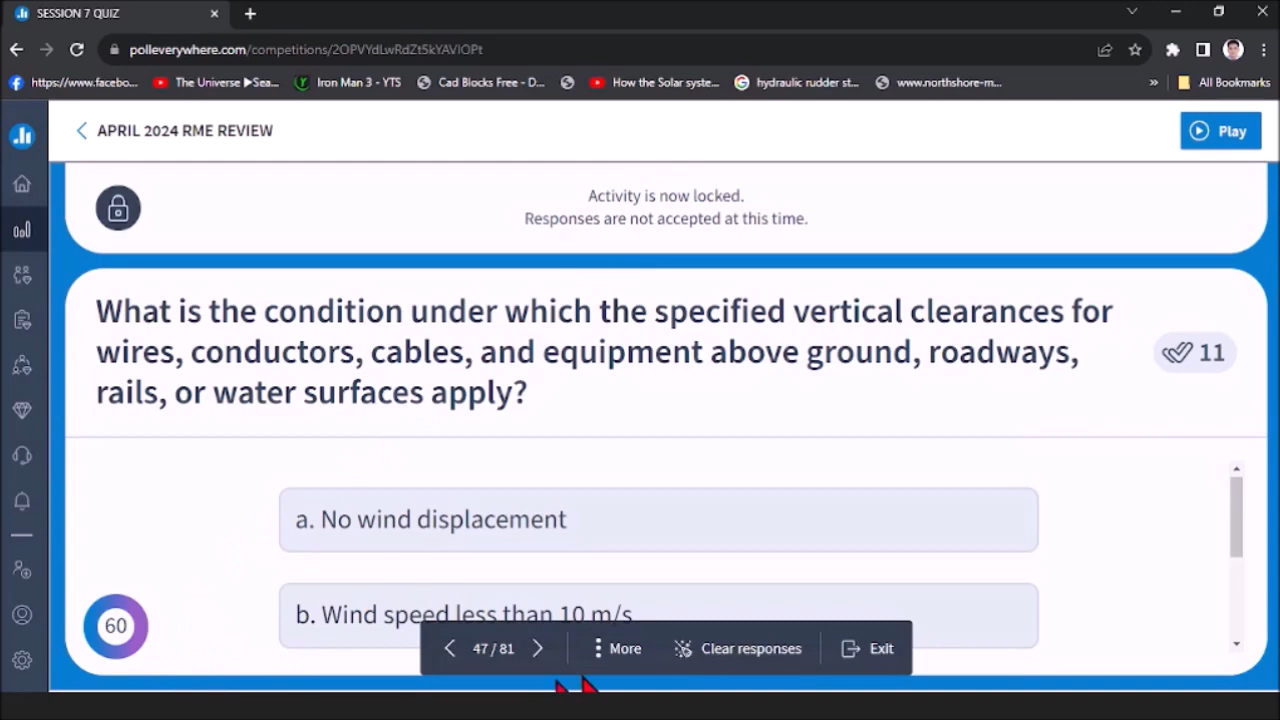 SESSION 7 QUIZ
polleverywhere.com/competitions/2OPVYdLwRdZt5kYAVIOPt
https://www.facebo...
The Universe ▶Sea...
Iron Man 3 - YTS
Cad Blocks Free - D...
How the Solar syste...
hydraulic rudder st...
www.northshore-m...
»
All Bookmarks
APRIL 2024 RME REVIEW
Play
Activity is now locked.
Responses are not accepted at this time.
What is the condition under which the specified vertical clearances for
wires, conductors, cables, and equipment above ground, roadways,
rails, or water surfaces apply?
11
a. No wind displacement
b. Wind speed less than 10 m/s
60
47 / 81
More
Clear responses
Exit